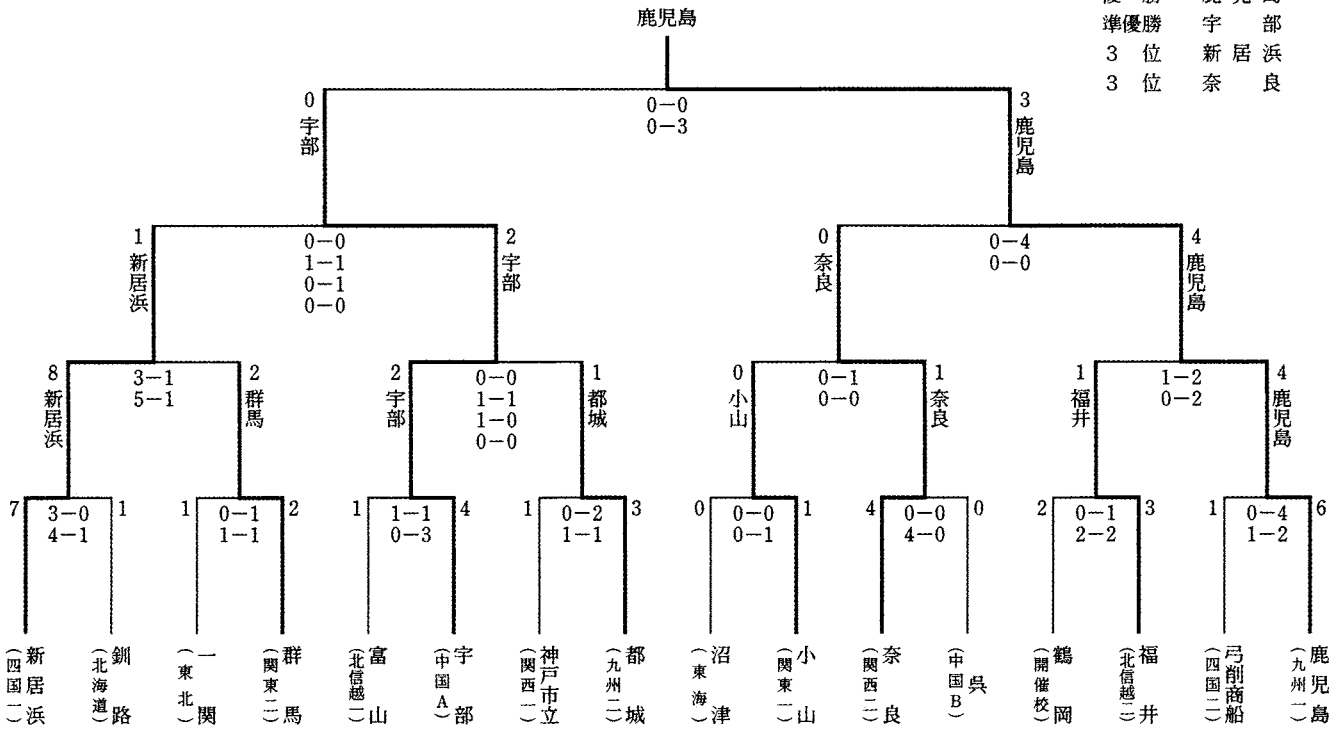 鹿児島
優勝 鹿児島
準優勝 宇部
3位 新居浜
3位 奈良
0 3
0-0
0-3
宇部 鹿児島
1 2 0 4
0-0 0-4
1-1 0-0
0-1
0-0
新居浜 宇部 奈良 鹿児島
8 2 2 1 0 1 1 4
3-1 0-0 0-1 1-2
5-1 1-1 0-0 0-2
1-0
0-0
新居浜 群馬 宇部 都城 小山 奈良 福井 鹿児島
7 1 1 2 1 4 1 3 0 1 4 0 2 3 1 6
3-0 0-1 1-1 0-2 0-0 0-0 0-1 0-4
4-1 1-1 0-3 1-1 0-1 4-0 2-2 1-2
新居浜 釧路 一関 群馬 富山 宇部 神戸市立 都城 沼津 小山 奈良 呉 鶴岡 福井 弓削商船 鹿児島
(四国一) (北海道) (東北) (関東二) (北信越一) (中国A) (関西一) (九州二) (東海) (関東一) (関西二) (中国B) (開催校) (北信越二) (四国二) (九州一)